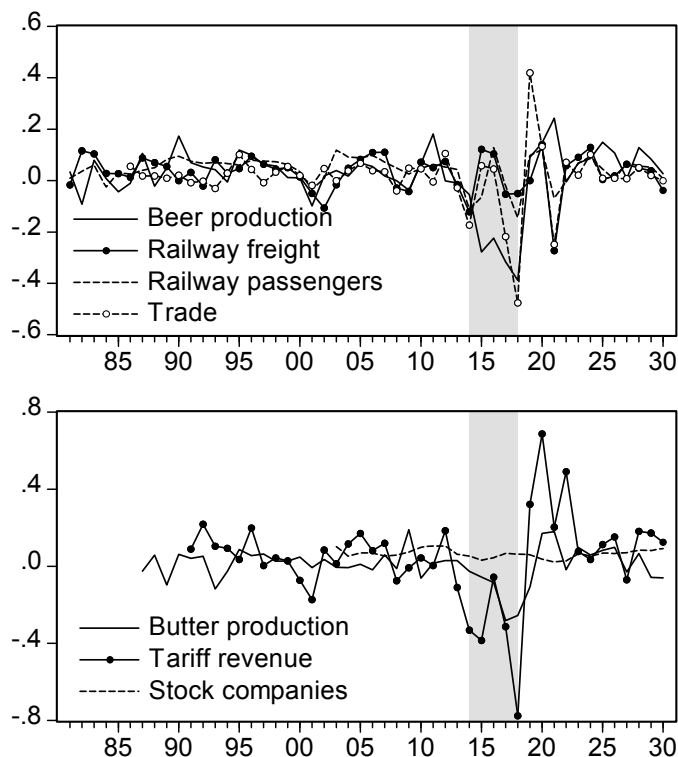 .6
.4
.2
.0
-.2
-.4
-.6
Beer production
Railway freight
Railway passengers
Trade
85 90 95 00 05 10 15 20 25 30
.8
.4
.0
-.4
-.8
Butter production
Tariff revenue
Stock companies
85 90 95 00 05 10 15 20 25 30